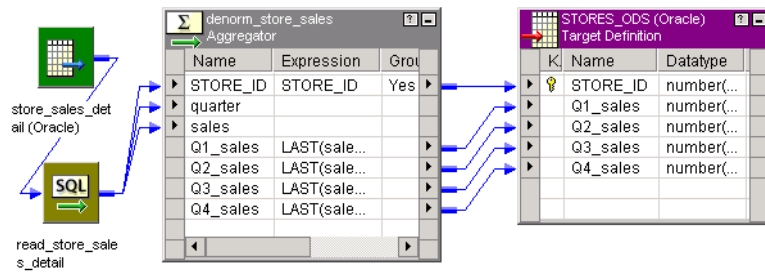 store_sales_det
ail (Oracle)
SQL
read_store_sale
s_detail
Σ denorm_store_sales
Aggregator
Name Expression Grou
STORE_ID STORE_ID Yes
quarter
sales
Q1_sales LAST(sale...
Q2_sales LAST(sale...
Q3_sales LAST(sale...
Q4_sales LAST(sale...
STORES_ODS (Oracle)
Target Definition
K Name Datatype
STORE_ID number(...
Q1_sales number(...
Q2_sales number(...
Q3_sales number(...
Q4_sales number(...